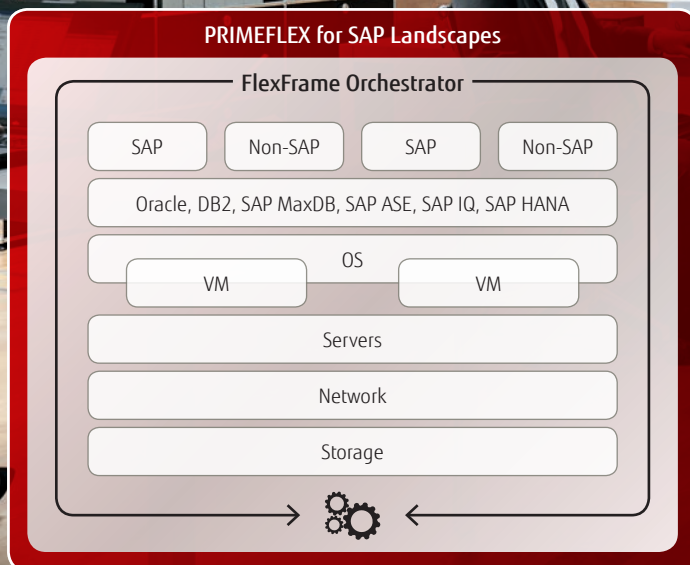 PRIMEFLEX for SAP Landscapes
FlexFrame Orchestrator
SAP Non-SAP SAP Non-SAP
Oracle, DB2, SAP MaxDB, SAP ASE, SAP IQ, SAP HANA
OS
VM VM
Servers
Network
Storage